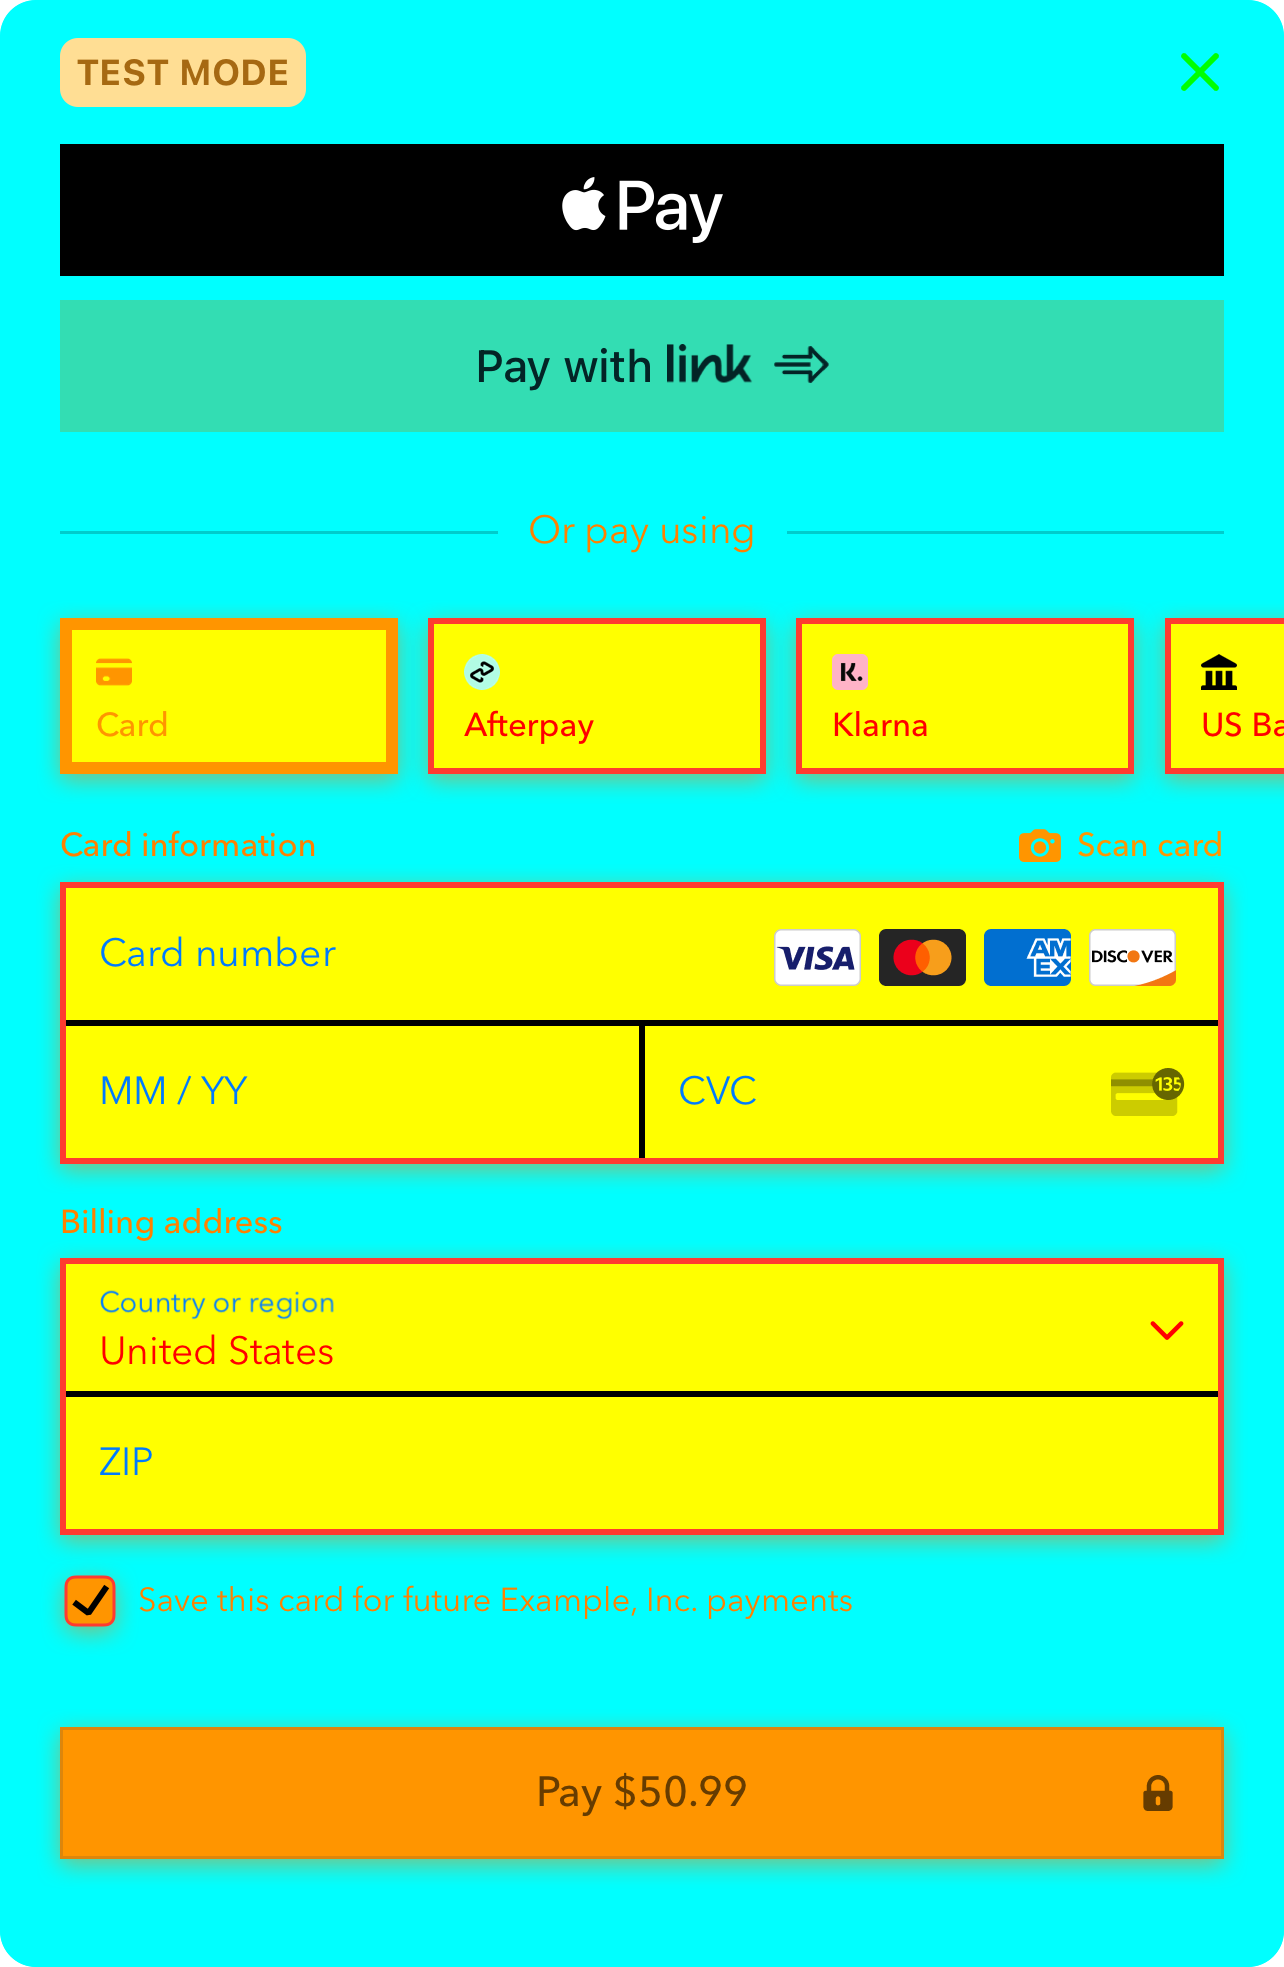 TEST MODE
Pay
Pay with link
Or pay using
Card
Afterpay
K.
Klarna
US Ba
Card information
Scan card
Card number
VISA
AM
EX
DISCOVER
MM / YY
CVC
135
Billing address
Country or region
United States
ZIP
Save this card for future Example, Inc. payments
Pay $50.99